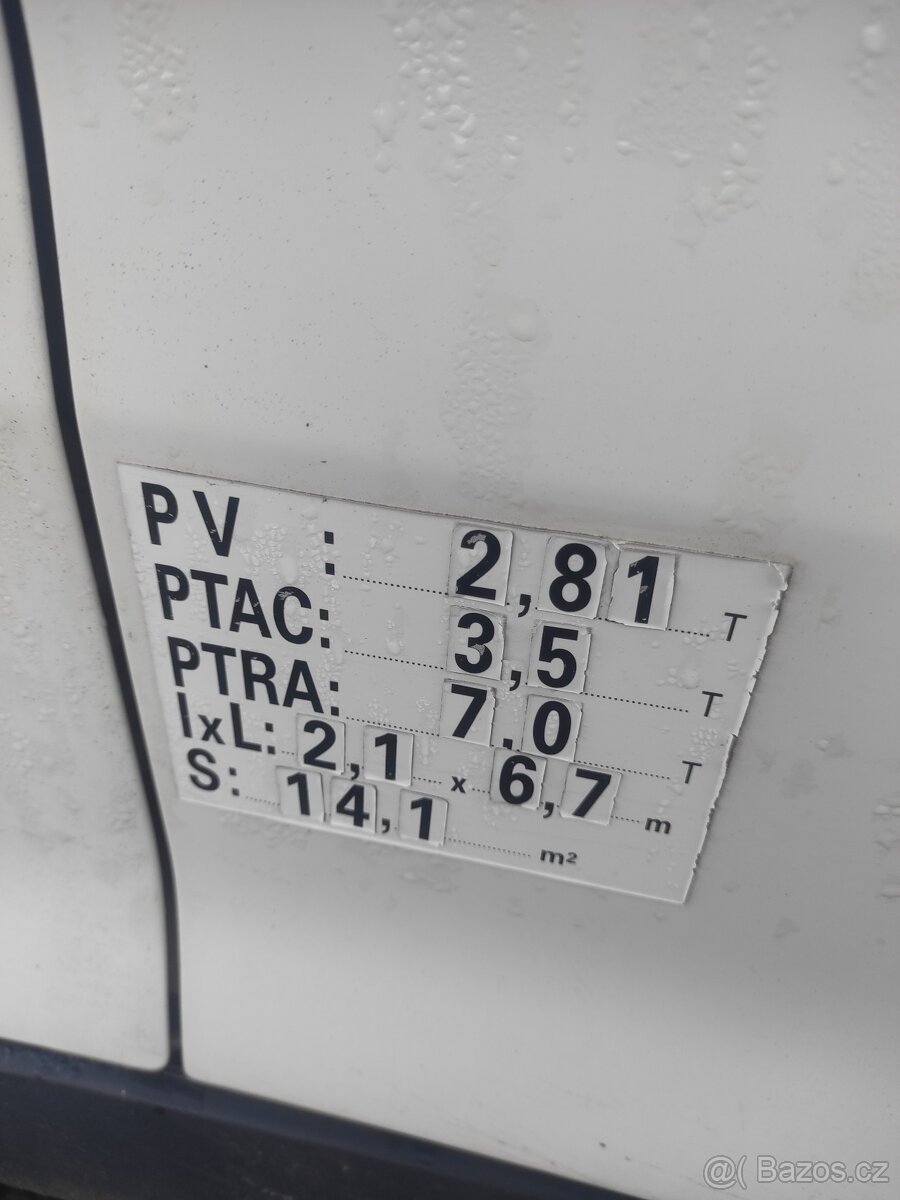 PV : 2,81 T
PTAC: 3,5 T
PTRA: 7,0 T
lxL: 2,1 x 6,7 m
S: 14,1 m²
@( Bazos.cz